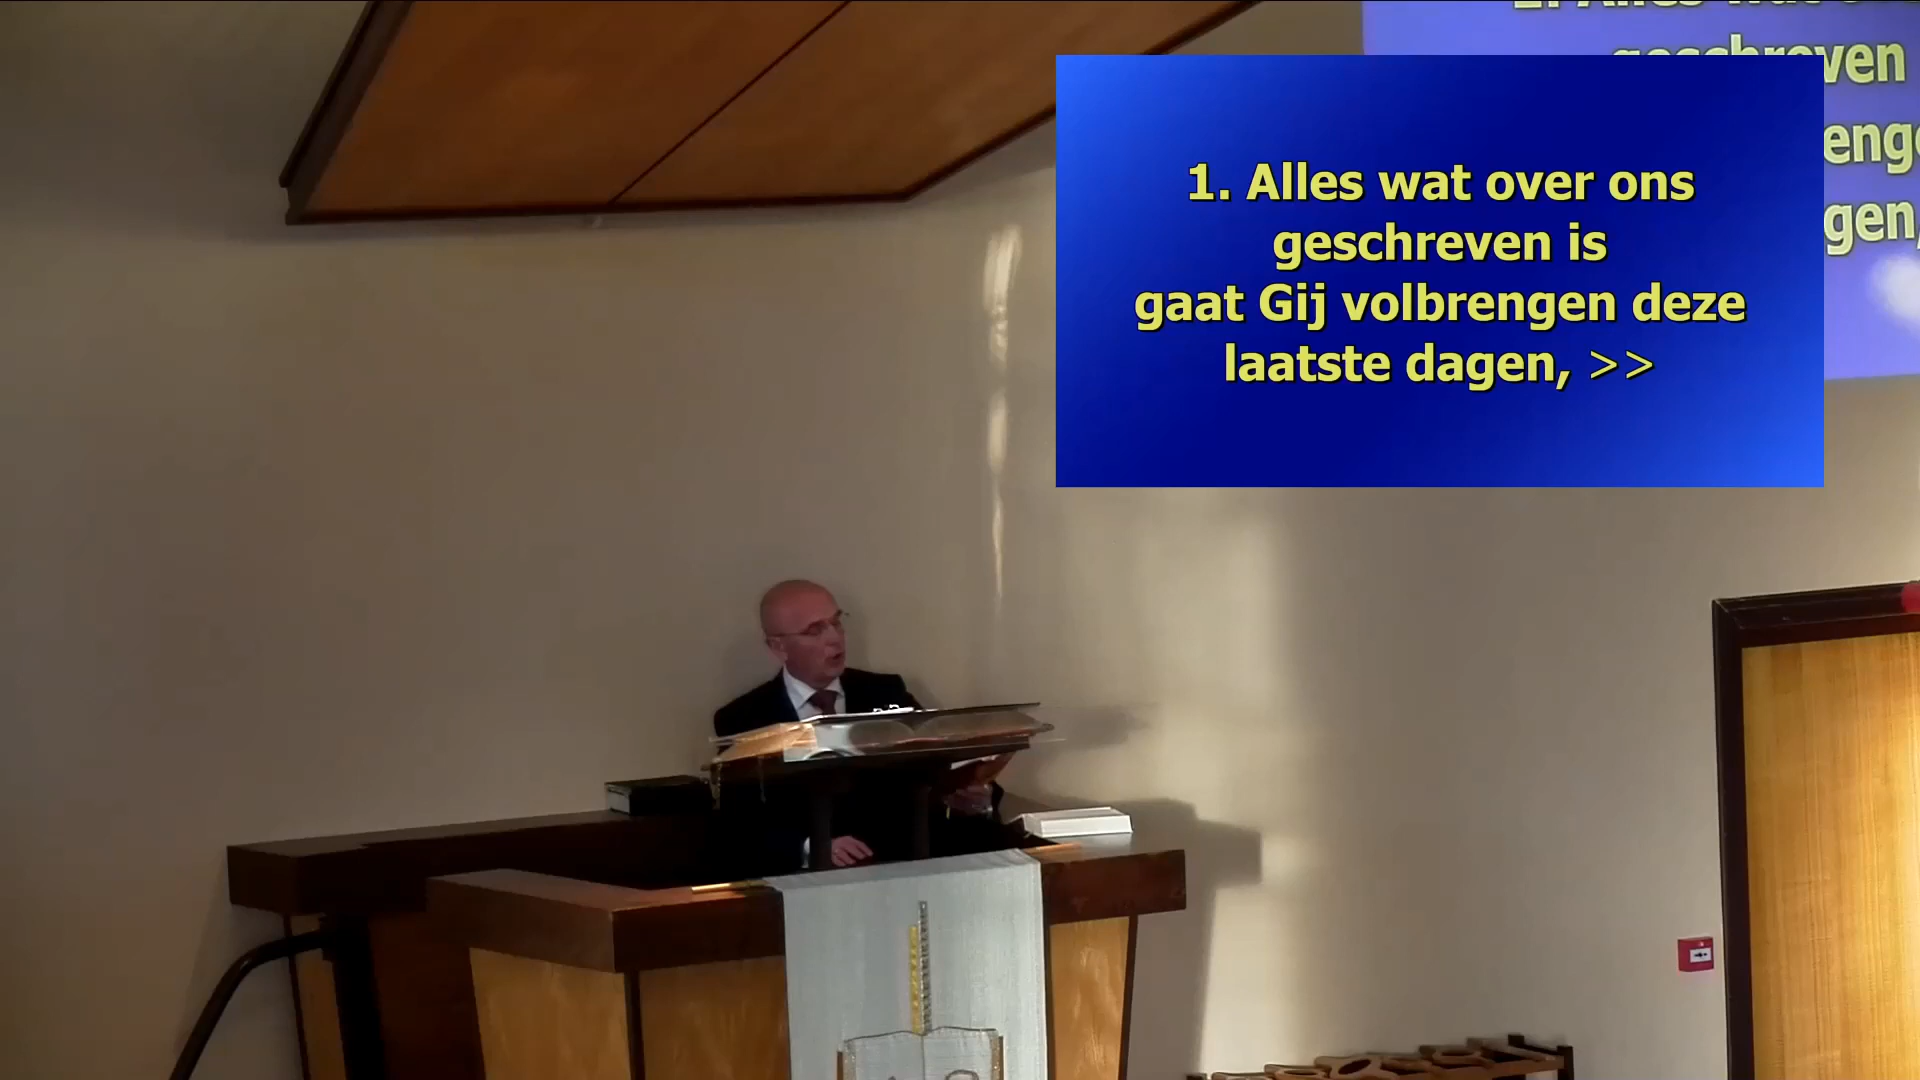 1. Alles wat over ons
geschreven is
gaat Gij volbrengen deze
laatste dagen, >>